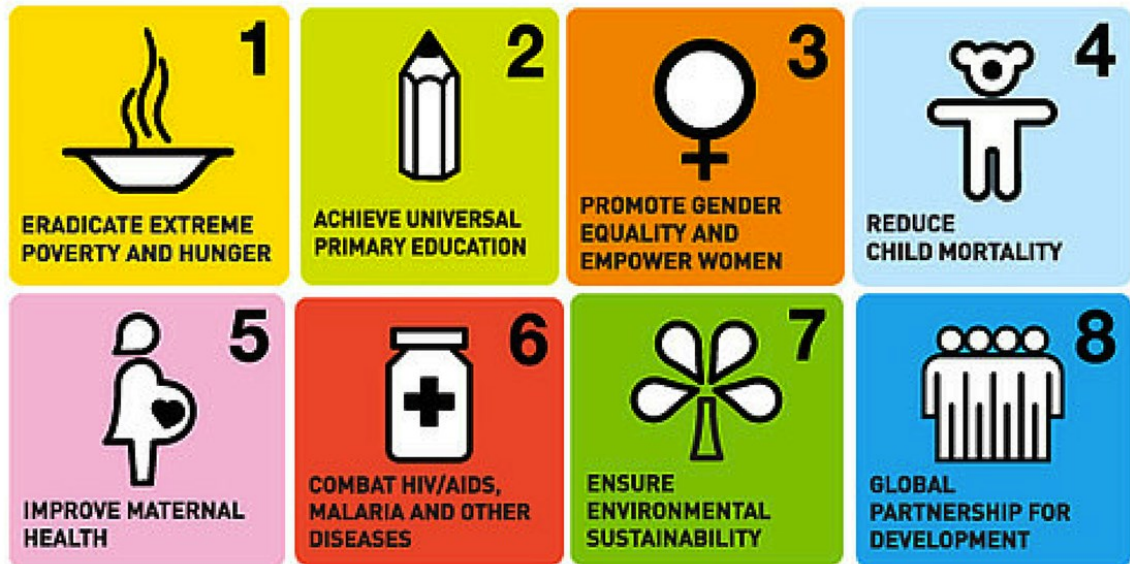 1
ERADICATE EXTREME
POVERTY AND HUNGER
2
ACHIEVE UNIVERSAL
PRIMARY EDUCATION
3
PROMOTE GENDER
EQUALITY AND
EMPOWER WOMEN
4
REDUCE
CHILD MORTALITY
5
IMPROVE MATERNAL
HEALTH
6
COMBAT HIV/AIDS,
MALARIA AND OTHER
DISEASES
7
ENSURE
ENVIRONMENTAL
SUSTAINABILITY
8
GLOBAL
PARTNERSHIP FOR
DEVELOPMENT